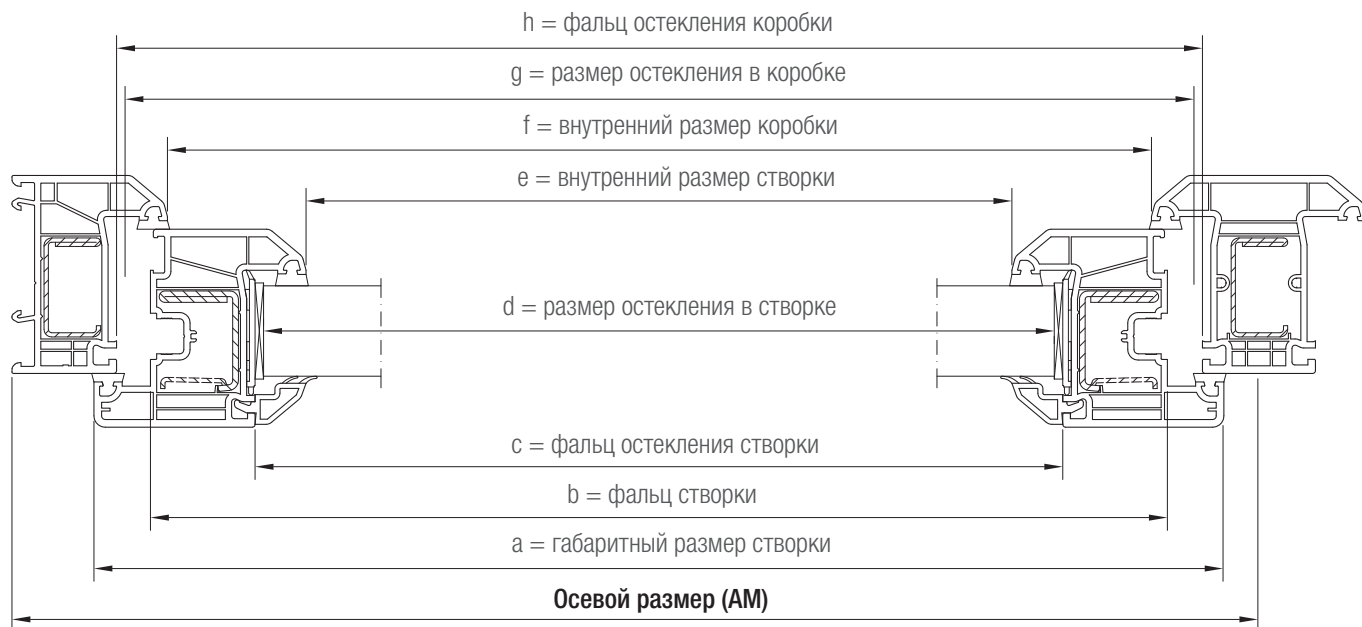 h = фальц остекления коробки
g = размер остекления в коробке
f = внутренний размер коробки
e = внутренний размер створки
d = размер остекления в створке
c = фальц остекления створки
b = фальц створки
a = габаритный размер створки
Осевой размер (AM)